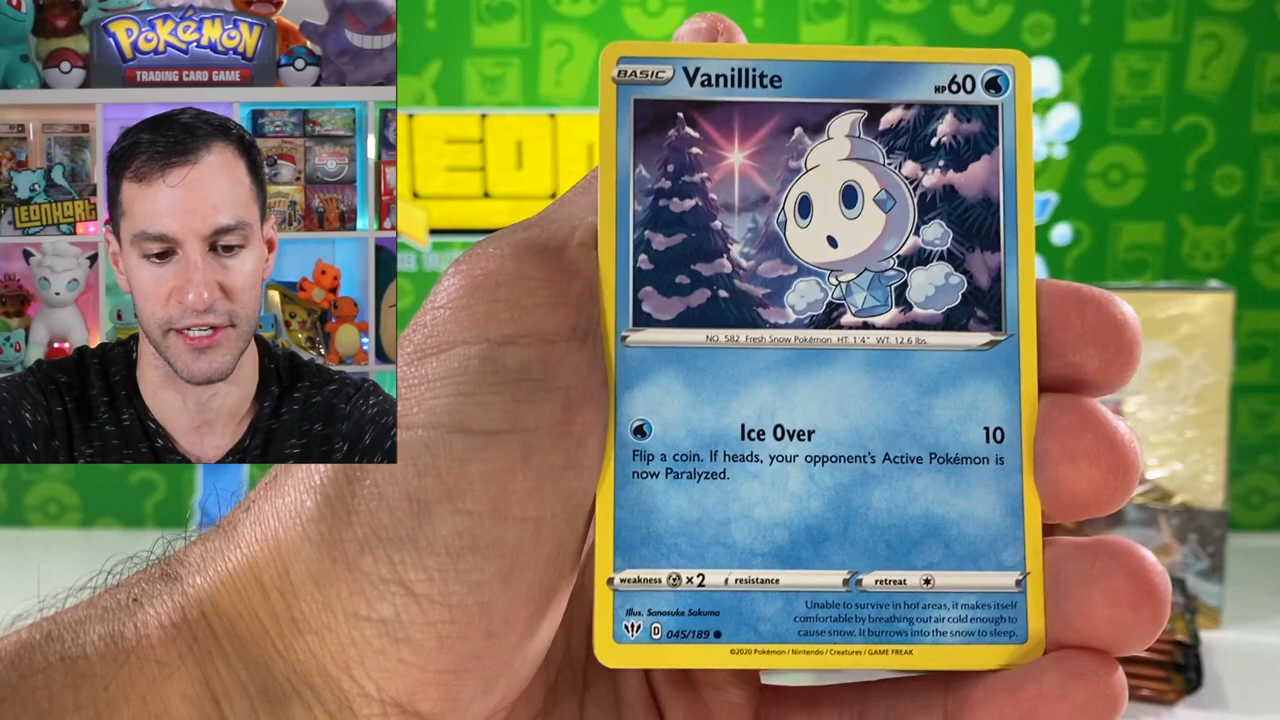 POKéMON
TRADING CARD GAME
LEONHART
LEON
BASIC Vanillite HP 60
NO. 582 Fresh Snow Pokémon HT: 1'4" WT: 12.6 lbs.
Ice Over 10
Flip a coin. If heads, your opponent's Active Pokémon is
now Paralyzed.
weakness ×2 resistance retreat
Illus. Sanosuke Sakuma
D 045/189
Unable to survive in hot areas, it makes itself
comfortable by breathing out air cold enough to
cause snow. It burrows into the snow to sleep.
©2020 Pokémon / Nintendo / Creatures / GAME FREAK